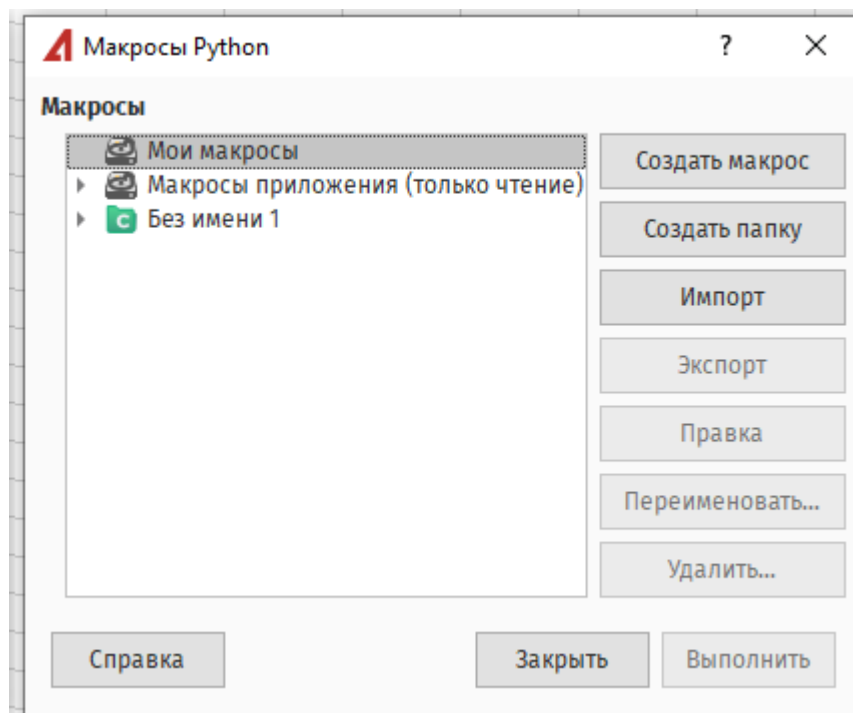 Макросы Python
?
Макросы
Мои макросы
Макросы приложения (только чтение)
C Без имени 1
Создать макрос
Создать папку
Импорт
Экспорт
Правка
Переименовать...
Удалить...
Справка
Закрыть
Выполнить